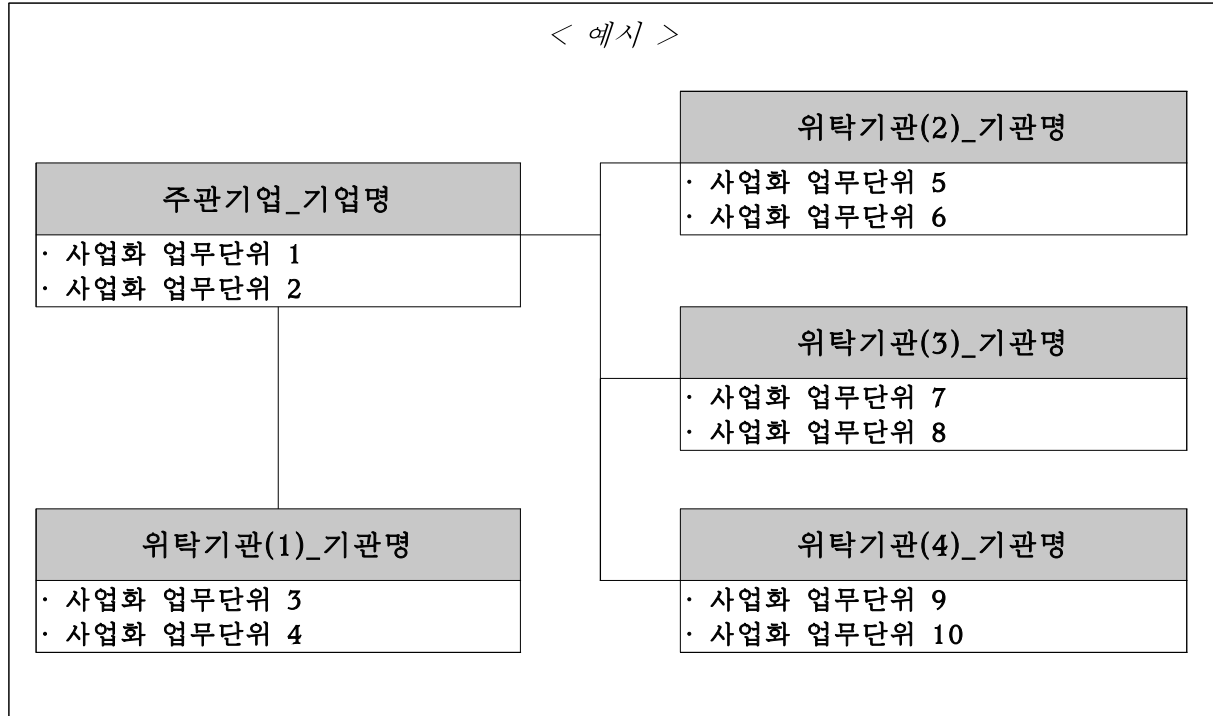 < 예시 >
주관기업_기업명
· 사업화 업무단위 1
· 사업화 업무단위 2
위탁기관(1)_기관명
· 사업화 업무단위 3
· 사업화 업무단위 4
위탁기관(2)_기관명
· 사업화 업무단위 5
· 사업화 업무단위 6
위탁기관(3)_기관명
· 사업화 업무단위 7
· 사업화 업무단위 8
위탁기관(4)_기관명
· 사업화 업무단위 9
· 사업화 업무단위 10